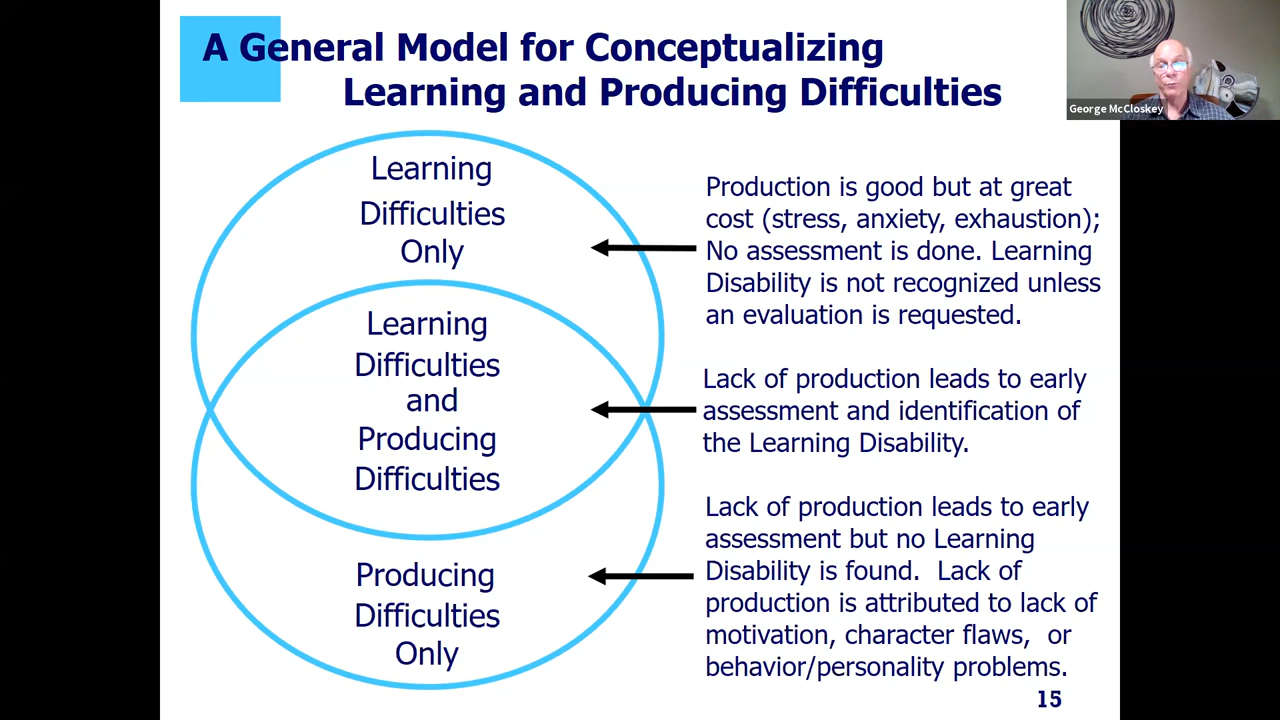 A General Model for Conceptualizing
Learning and Producing Difficulties
George McCloskey
Learning
Difficulties
Only
Production is good but at great
cost (stress, anxiety, exhaustion);
No assessment is done. Learning
Disability is not recognized unless
an evaluation is requested.
Learning
Difficulties
and
Producing
Difficulties
Lack of production leads to early
assessment and identification of
the Learning Disability.
Producing
Difficulties
Only
Lack of production leads to early
assessment but no Learning
Disability is found.  Lack of
production is attributed to lack of
motivation, character flaws,  or
behavior/personality problems.
15